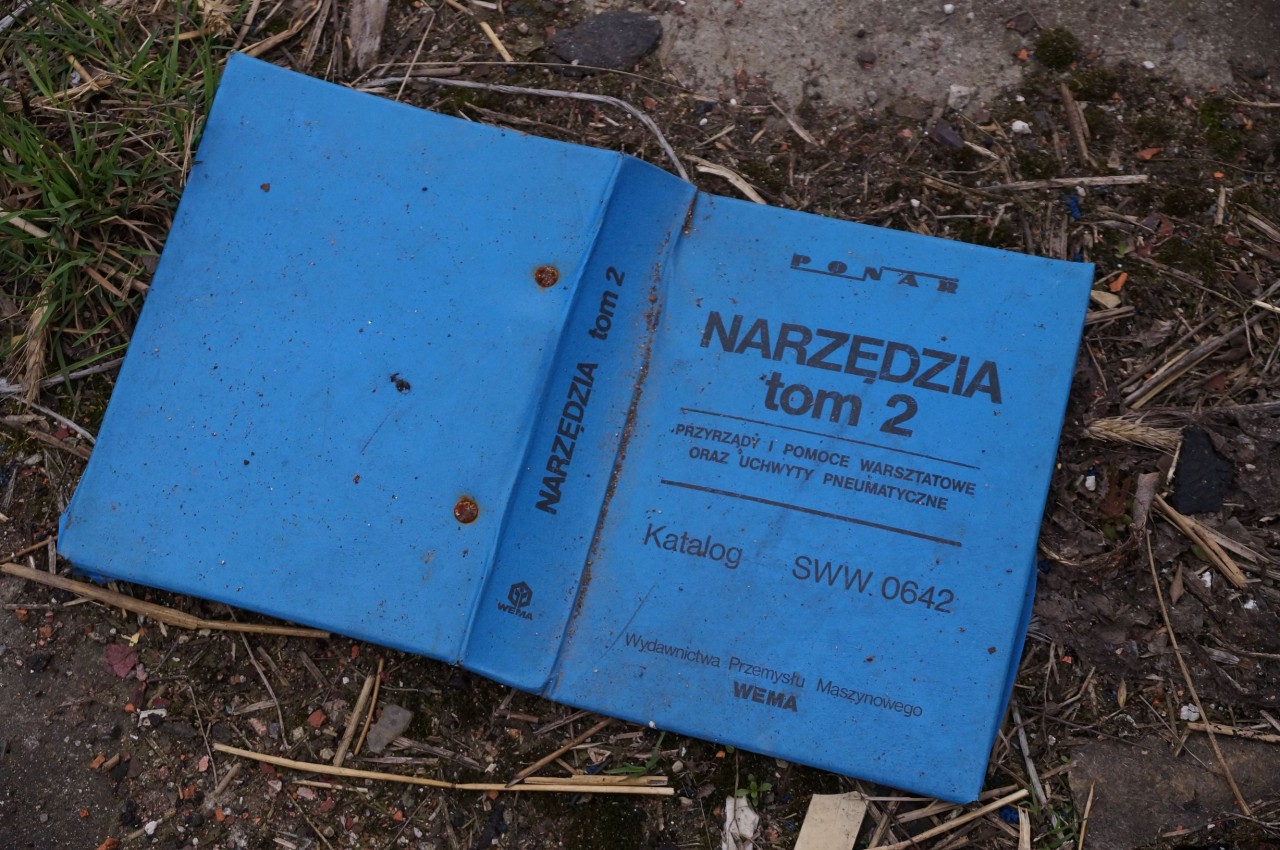 NARZĘDZIA tom 2
WEMA
PONAR
NARZĘDZIA
tom 2
PRZYRZĄDY I POMOCE WARSZTATOWE
ORAZ UCHWYTY PNEUMATYCZNE
Katalog SWW 0642
Wydawnictwa Przemysłu Maszynowego
WEMA